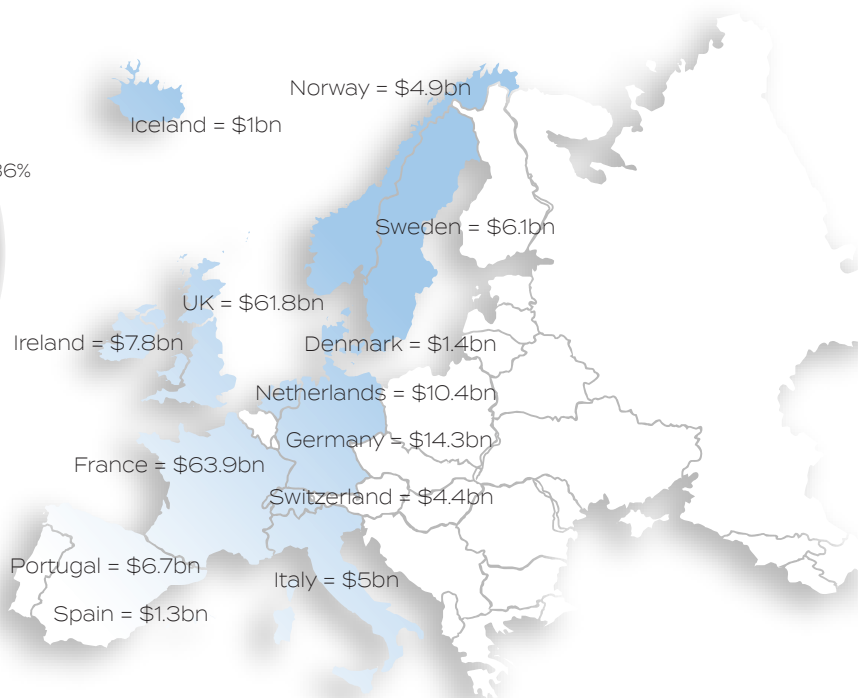 Norway = $4.9bn
Iceland = $1bn
36%
Sweden = $6.1bn
UK = $61.8bn
Ireland = $7.8bn
Denmark = $1.4bn
Netherlands = $10.4bn
Germany = $14.3bn
France = $63.9bn
Switzerland = $4.4bn
Portugal = $6.7bn
Italy = $5bn
Spain = $1.3bn